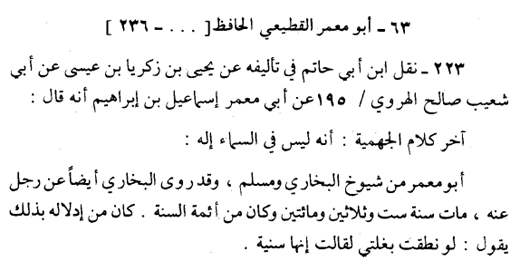 ٦٣ - أبو معمر القطيعي الحافظ [ . . . - ٢٣٦ ]
٢٢٣ - نقل ابن أبي حاتم في تأليفه عن يحيى بن زكريا بن عيسى عن أبي
شعيب صالح الهروي / ١٩٥ عن أبي معمر إسماعيل بن إبراهيم أنه قال :
آخر كلام الجهمية : أنه ليس في السماء إله :
أبو معمر من شيوخ البخاري ومسلم ، وقد روى البخاري أيضاً عن رجل
عنه ، مات سنة ست وثلاثين ومائتين وكان من أئمة السنة . كان من إدلاله بذلك
يقول : لو نطقت بغلتي لقالت إنها سنية .